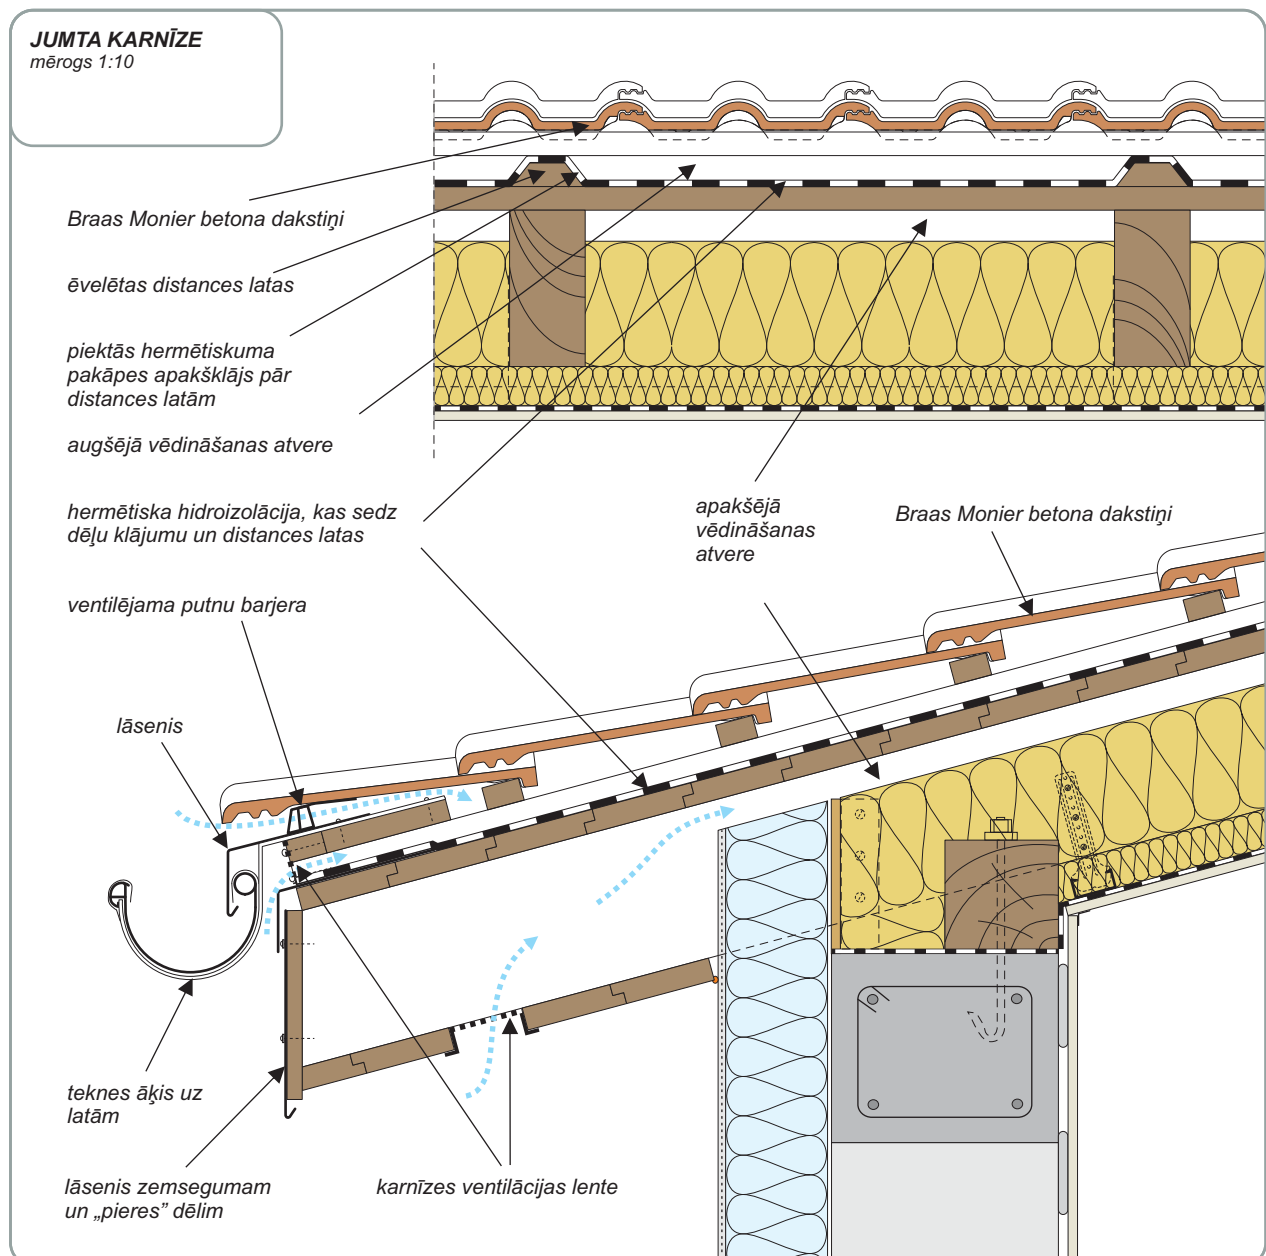 JUMTA KARNĪZE
mērogs 1:10
Braas Monier betona dakstiņi
ēvelētas distances latas
piektās hermētiskuma
pakāpes apakšklājs pār
distances latām
augšējā vēdināšanas atvere
hermētiska hidroizolācija, kas sedz
dēļu klājumu un distances latas
apakšējā
vēdināšanas
atvere
Braas Monier betona dakstiņi
ventilējama putnu barjera
lāsenis
teknes āķis uz
latām
lāsenis zemsegumam
un „pieres” dēlim
karnīzes ventilācijas lente